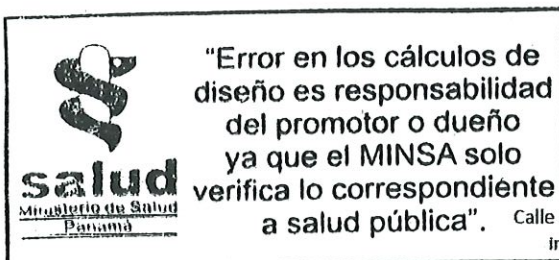 "Error en los cálculos de
diseño es responsabilidad
del promotor o dueño
ya que el MINSA solo
verifica lo correspondiente
a salud pública".
Calle
salud
Ministerio de Salud
Panamá